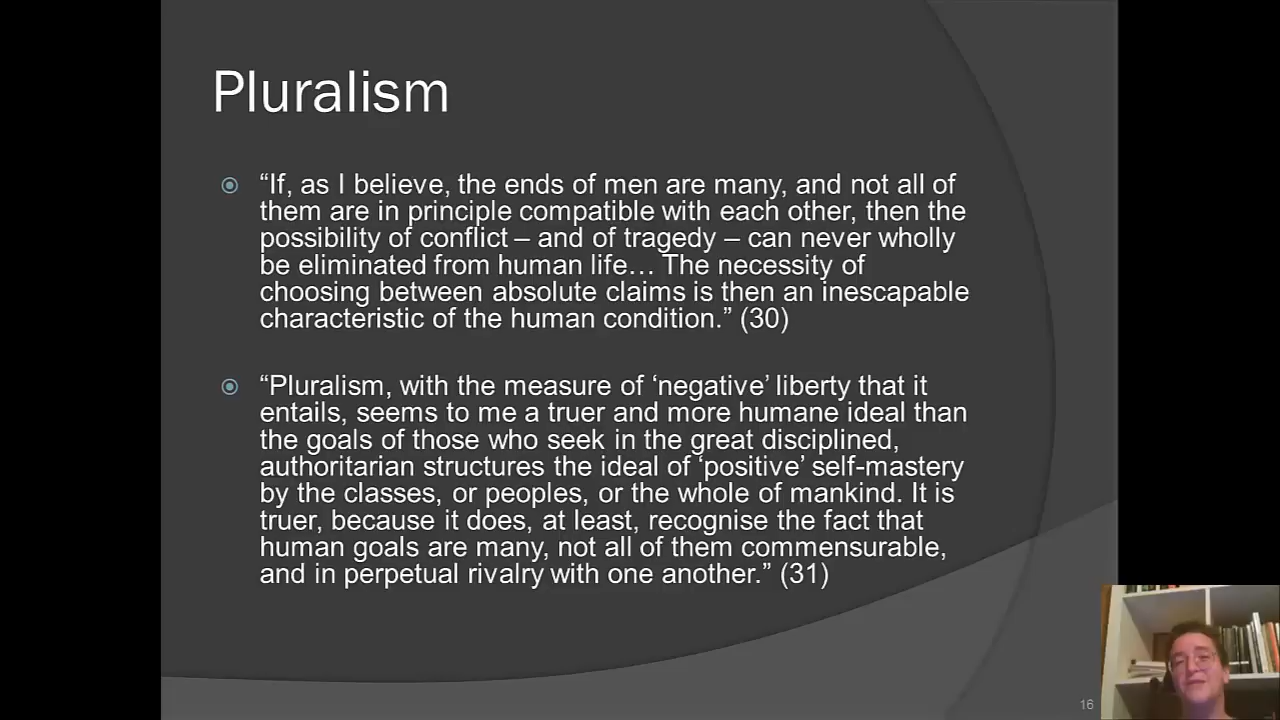 Pluralism
“If, as I believe, the ends of men are many, and not all of
them are in principle compatible with each other, then the
possibility of conflict – and of tragedy – can never wholly
be eliminated from human life… The necessity of
choosing between absolute claims is then an inescapable
characteristic of the human condition.” (30)
“Pluralism, with the measure of ‘negative’ liberty that it
entails, seems to me a truer and more humane ideal than
the goals of those who seek in the great disciplined,
authoritarian structures the ideal of ‘positive’ self-mastery
by the classes, or peoples, or the whole of mankind. It is
truer, because it does, at least, recognise the fact that
human goals are many, not all of them commensurable,
and in perpetual rivalry with one another.” (31)
16